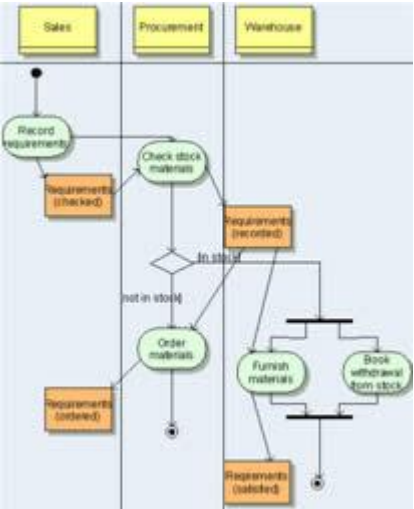 Sales
Procurement
Warehouse
Record
requirements
Check stock
materials
Requirements
(checked)
Requirements
(recorded)
[in stock]
[not in stock]
Order
materials
Furnish
materials
Book
withdrawal
from stock
Requirements
(ordered)
Requirements
(satisfied)